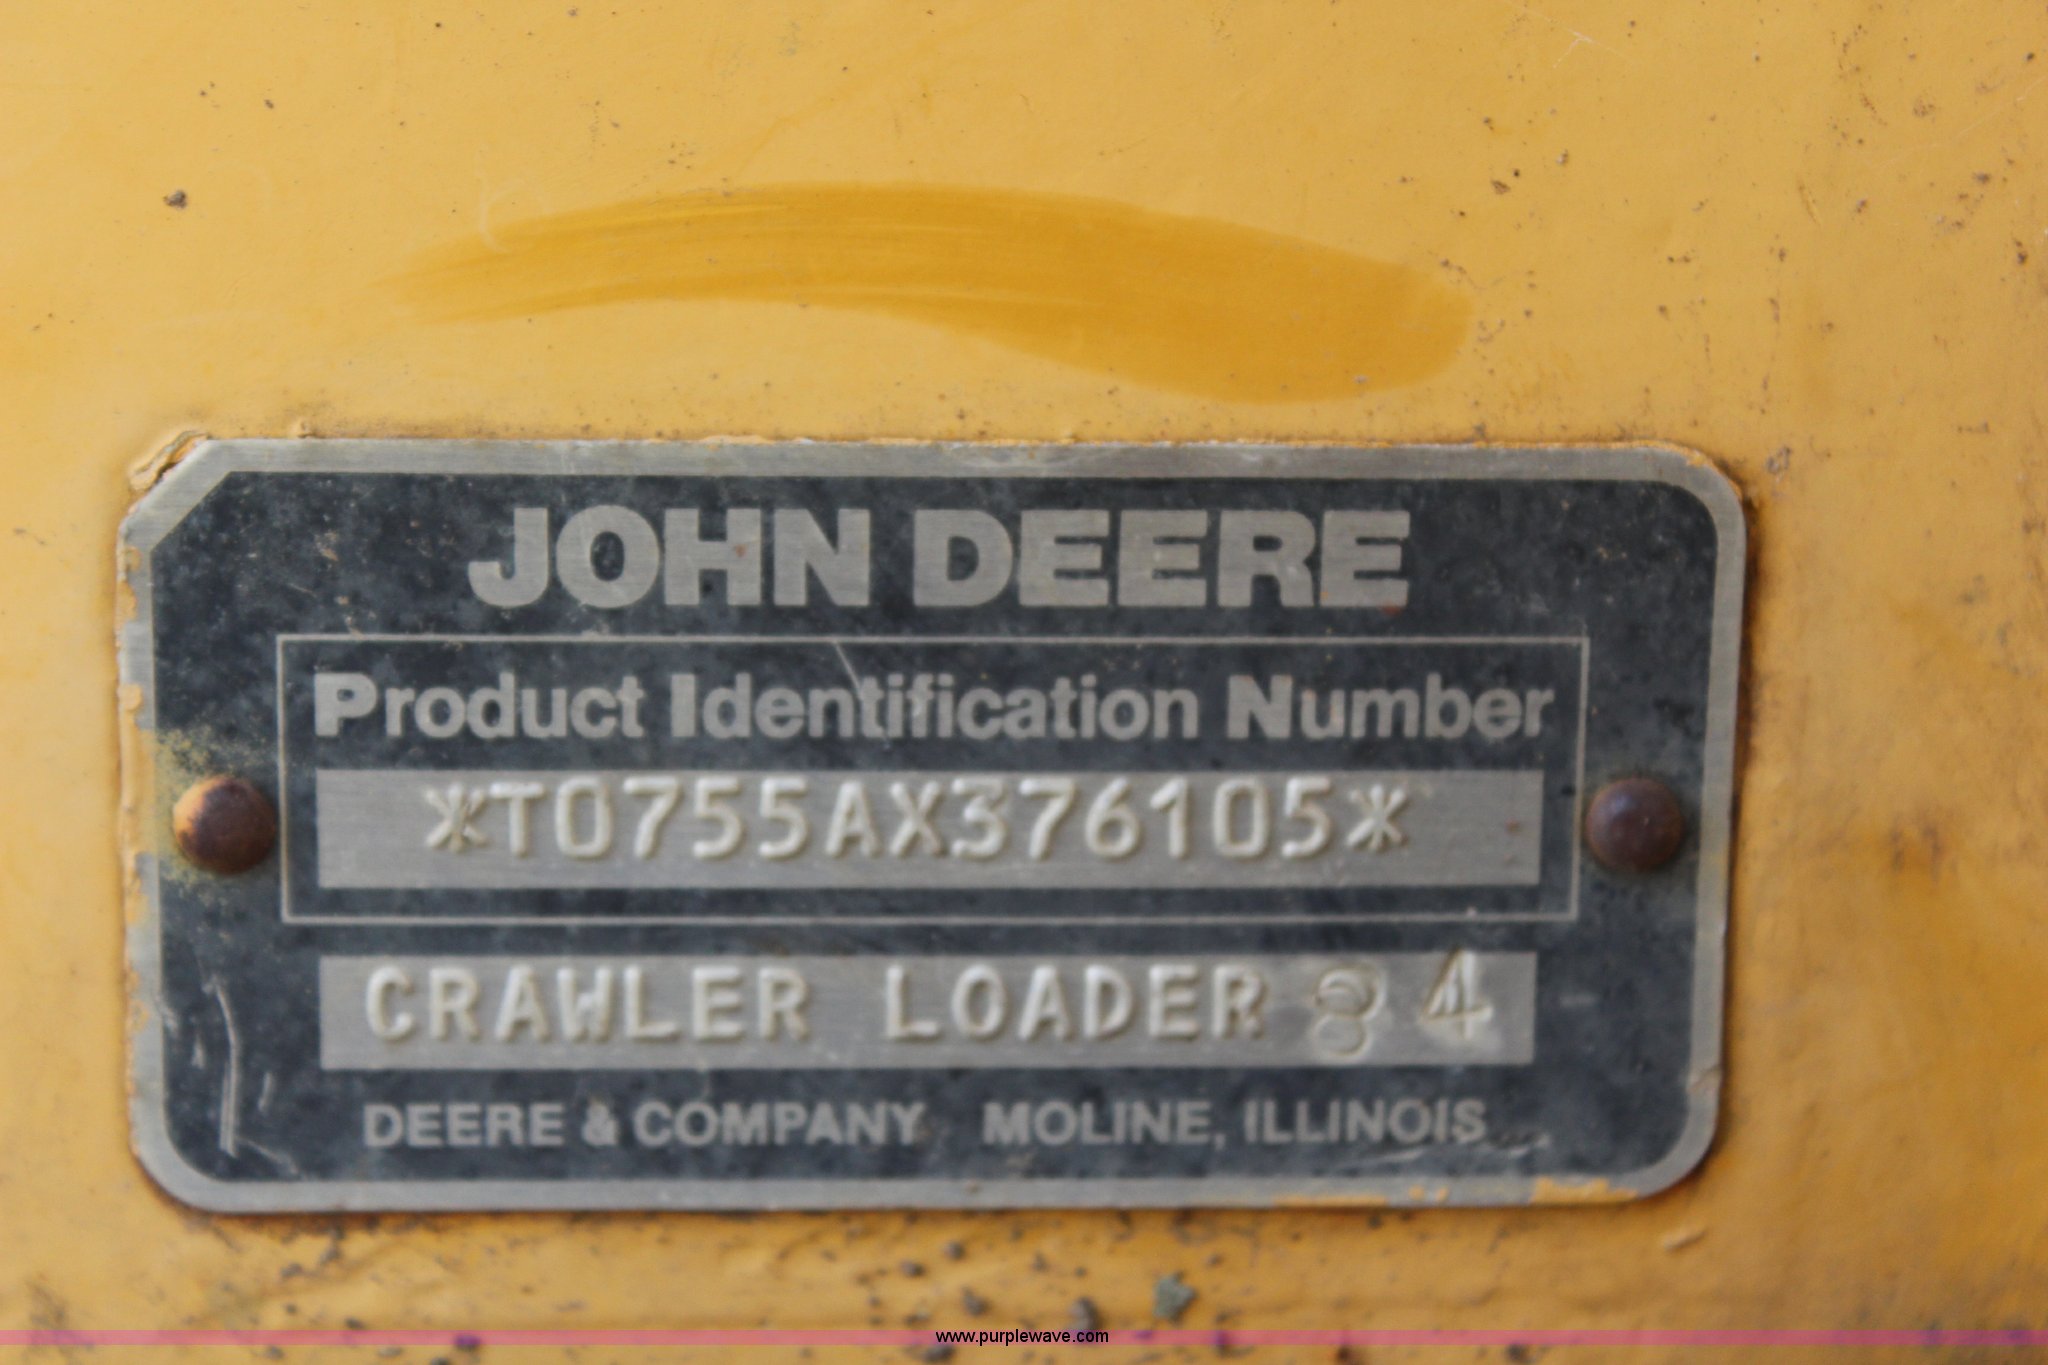 JOHN DEERE
Product Identification Number
*T0755AX376105*
CRAWLER LOADER 84
DEERE & COMPANY MOLINE, ILLINOIS
www.purplewave.com